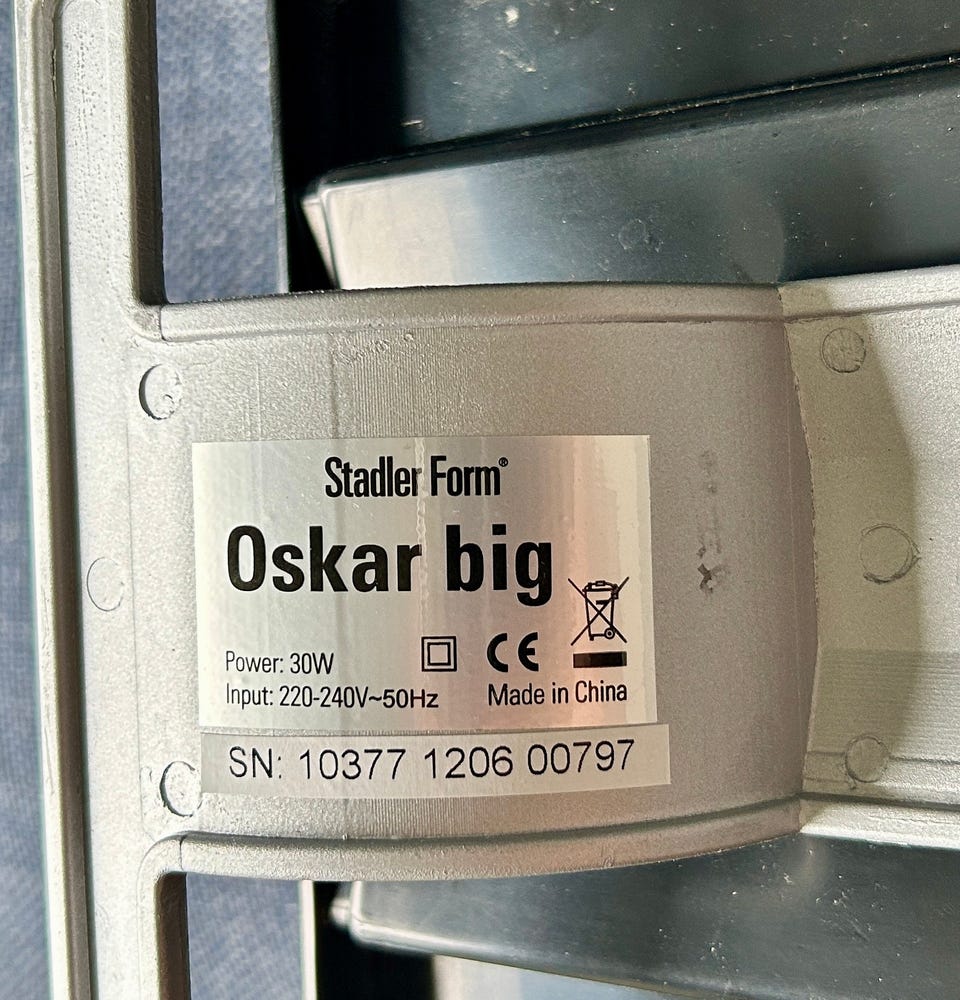 Stadler Form®
Oskar big
Power: 30W
Input: 220-240V~50Hz
CE
Made in China
SN: 10377 1206 00797